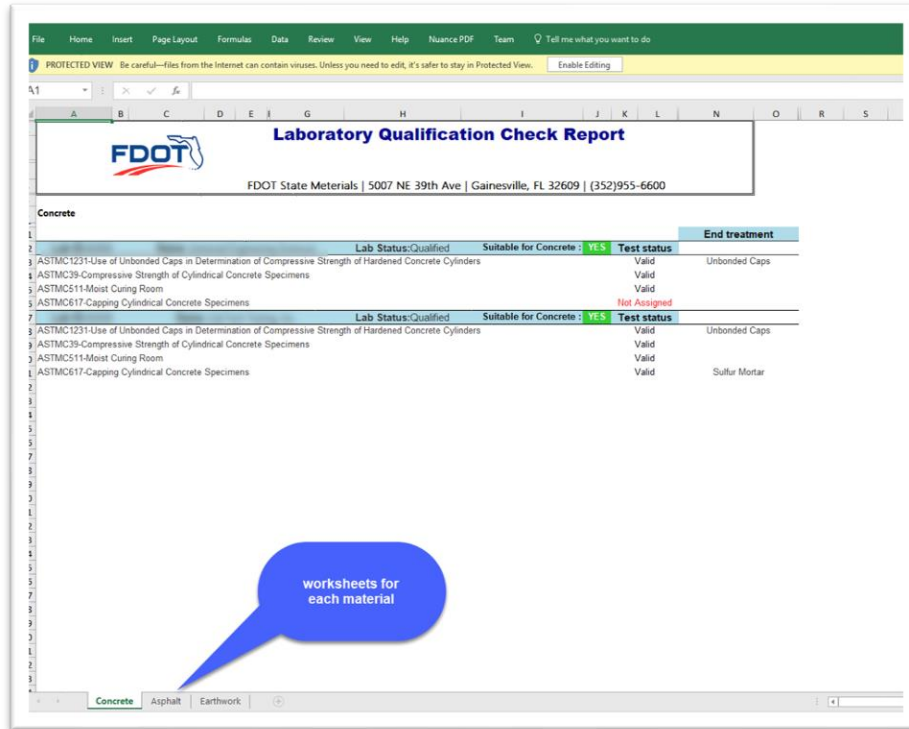 File Home Insert Page Layout Formulas Data Review View Help Nuance PDF Team Tell me what you want to do
PROTECTED VIEW Be careful—files from the Internet can contain viruses. Unless you need to edit, it's safer to stay in Protected View. Enable Editing
A1 fx
A B C D E G H I J K L N O R S
Laboratory Qualification Check Report
FDOT
FDOT State Meterials | 5007 NE 39th Ave | Gainesville, FL 32609 | (352)955-6600
Concrete
End treatment
Lab Status:Qualified Suitable for Concrete : YES Test status
ASTMC1231-Use of Unbonded Caps in Determination of Compressive Strength of Hardened Concrete Cylinders Valid Unbonded Caps
ASTMC39-Compressive Strength of Cylindrical Concrete Specimens Valid
ASTMC511-Moist Curing Room Valid
ASTMC617-Capping Cylindrical Concrete Specimens Not Assigned
Lab Status:Qualified Suitable for Concrete : YES Test status
ASTMC1231-Use of Unbonded Caps in Determination of Compressive Strength of Hardened Concrete Cylinders Valid Unbonded Caps
ASTMC39-Compressive Strength of Cylindrical Concrete Specimens Valid
ASTMC511-Moist Curing Room Valid
ASTMC617-Capping Cylindrical Concrete Specimens Valid Sulfur Mortar
worksheets for
each material
Concrete Asphalt Earthwork